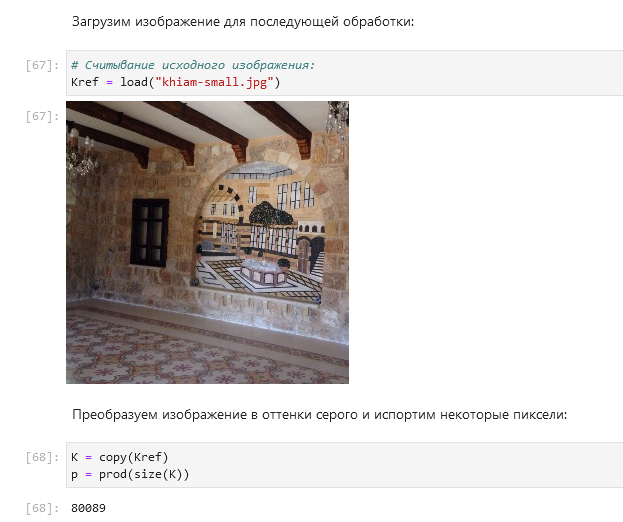 Загрузим изображение для последующей обработки:
[67]: # Считывание исходного изображения:
Kref = load("khiam-small.jpg")
[67]:
Преобразуем изображение в оттенки серого и испортим некоторые пиксели:
[68]: K = copy(Kref)
p = prod(size(K))
[68]: 80089